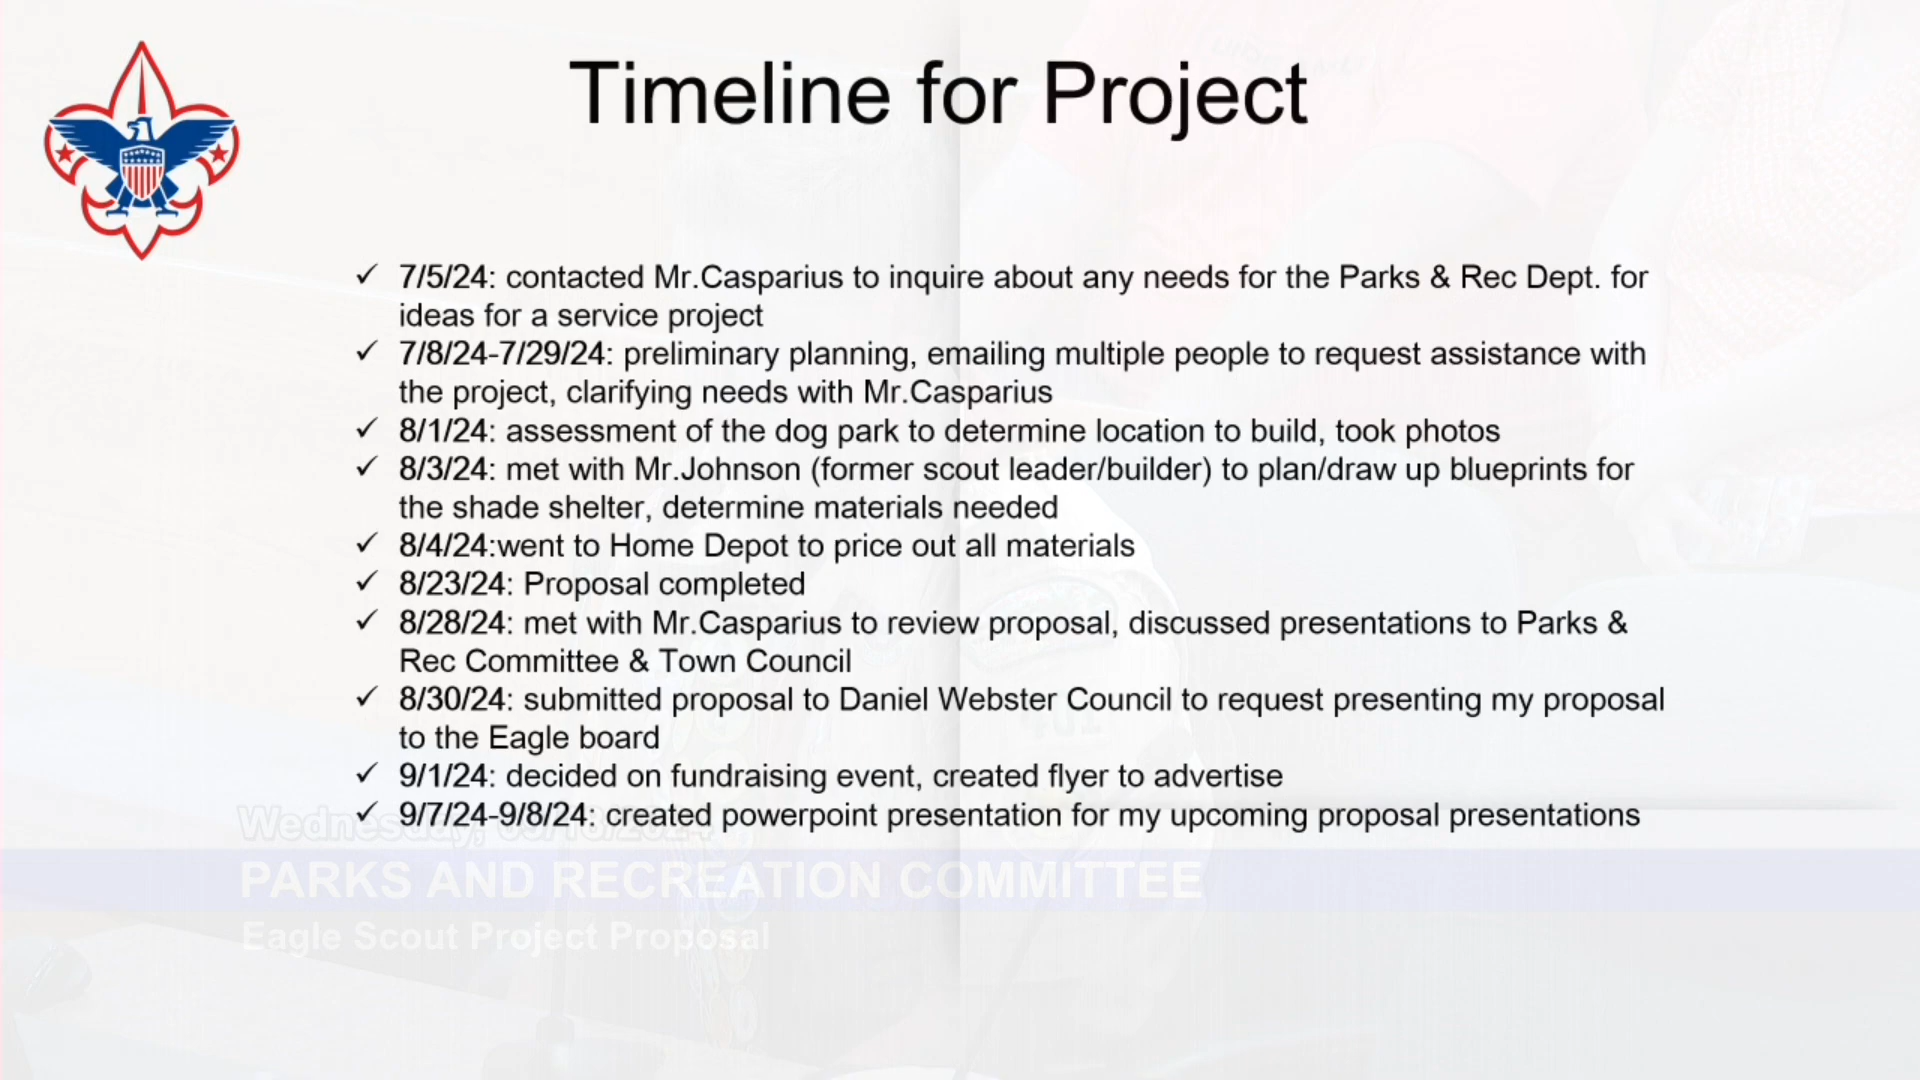 Timeline for Project
✓ 7/5/24: contacted Mr.Casparius to inquire about any needs for the Parks & Rec Dept. for
ideas for a service project
✓ 7/8/24-7/29/24: preliminary planning, emailing multiple people to request assistance with
the project, clarifying needs with Mr.Casparius
✓ 8/1/24: assessment of the dog park to determine location to build, took photos
✓ 8/3/24: met with Mr.Johnson (former scout leader/builder) to plan/draw up blueprints for
the shade shelter, determine materials needed
✓ 8/4/24:went to Home Depot to price out all materials
✓ 8/23/24: Proposal completed
✓ 8/28/24: met with Mr.Casparius to review proposal, discussed presentations to Parks &
Rec Committee & Town Council
✓ 8/30/24: submitted proposal to Daniel Webster Council to request presenting my proposal
to the Eagle board
✓ 9/1/24: decided on fundraising event, created flyer to advertise
✓ 9/7/24-9/8/24: created powerpoint presentation for my upcoming proposal presentations
Wednesday,
PARKS AND RECREATION COMMITTEE
Eagle Scout Project Proposal